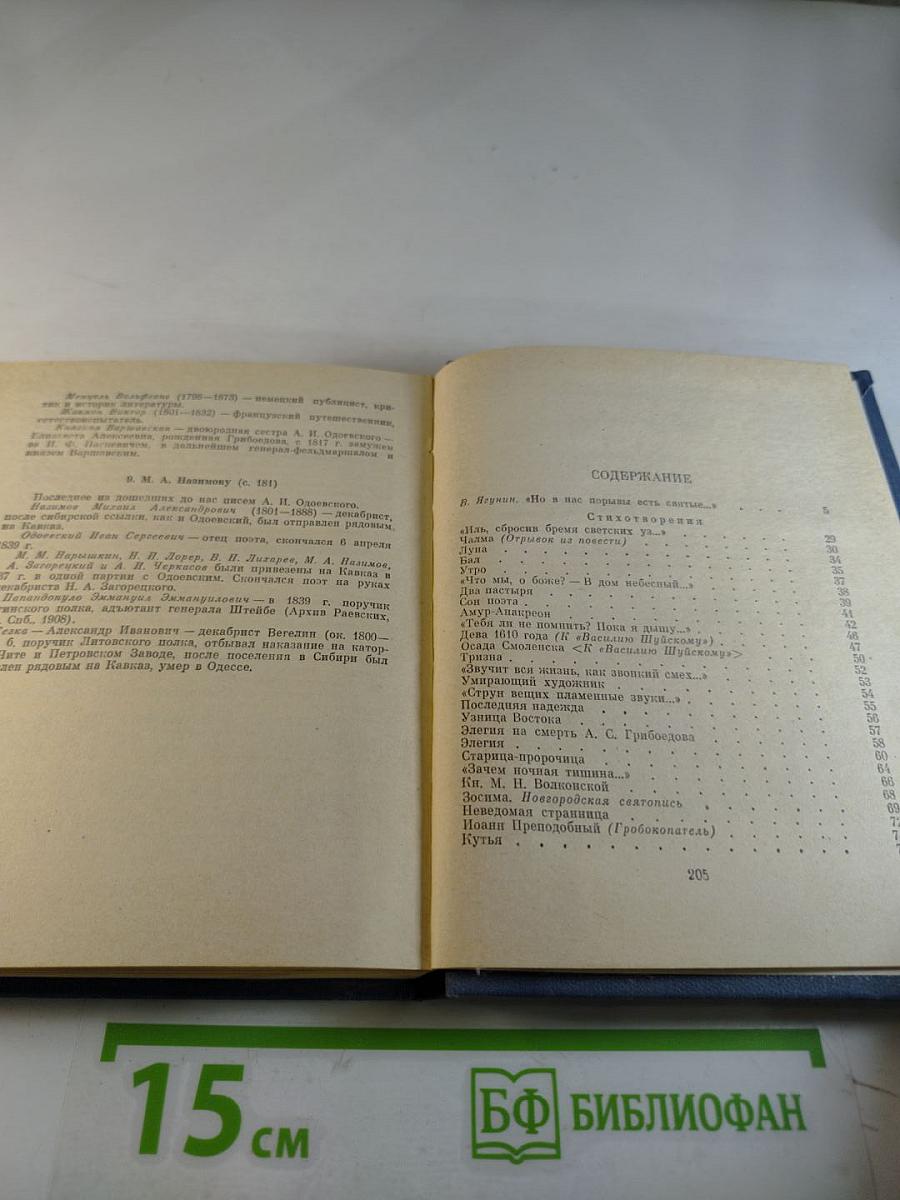 Менцель Вольфганг (1798—1873) — немецкий публицист, кри-
тик и историк литературы.
Жакмон Виктор (1801—1832) — французский путешественник,
естествоиспытатель.
Княгиня Варшавская — двоюродная сестра А. И. Одоевского —
Елизавета Алексеевна, рожденная Грибоедова, с 1817 г. замужем
за И. Ф. Паскевичем, в дальнейшем генерал-фельдмаршалом и
князем Варшавским.
9. М. А. Назимову (с. 181)
Последнее из дошедших до нас писем А. И. Одоевского.
Назимов Михаил Александрович (1801—1888) — декабрист,
после сибирской ссылки, как и Одоевский, был отправлен рядовым
на Кавказ.
Одоевский Иван Сергеевич — отец поэта, скончался 6 апреля
1839 г.
М. М. Нарышкин, Н. И. Лорер, В. Н. Лихарев, М. А. Назимов,
А. Загорецкий и А. И. Черкасов были привезены на Кавказ в
37 г. в одной партии с Одоевским. Скончался поэт на руках
декабриста Н. А. Загорецкого.
Папандопуло Эммануил Эммануилович — в 1839 г. поручик
гинского полка, адъютант генерала Штейбе (Архив Раевских,
Спб., 1908).
— Александр Иванович — декабрист Вегелин (ок. 1800—
б. поручик Литовского полка, отбывал наказание на катор-
Чите и Петровском Заводе, после поселения в Сибири был
лен рядовым на Кавказ, умер в Одессе.
СОДЕРЖАНИЕ
В. Ягунин. «Но в нас порывы есть святые...» 5
Стихотворения
«Иль, сбросив бремя светских уз...» 29
Чалма (Отрывок из повести) 30
Луна 34
Бал 35
Утро 37
«Что мы, о боже? — В дом небесный...» 38
Два пастыря 39
Сон поэта 41
Амур-Анакреон 42
«Тебя ли не помнить? Пока я дышу...» 46
Дева 1610 года (К «Василию Шуйскому») 47
Осада Смоленска <К «Василию Шуйскому»> 50
Тризна 52
«Звучит вся жизнь, как звонкий смех...» 53
Умирающий художник 54
«Струн вещих пламенные звуки...» 55
Последняя надежда 56
Узница Востока 57
Элегия на смерть А. С. Грибоедова 58
Элегия 60
Старица-пророчица 64
«Зачем ночная тишина...» 66
Кн. М. Н. Волконской 68
Зосима. Новгородская святопись 69
Неведомая странница 72
Иоанн Преподобный (Гробокопатель) 7
Кутья 7
205
15 см
БФ БИБЛИОФАН